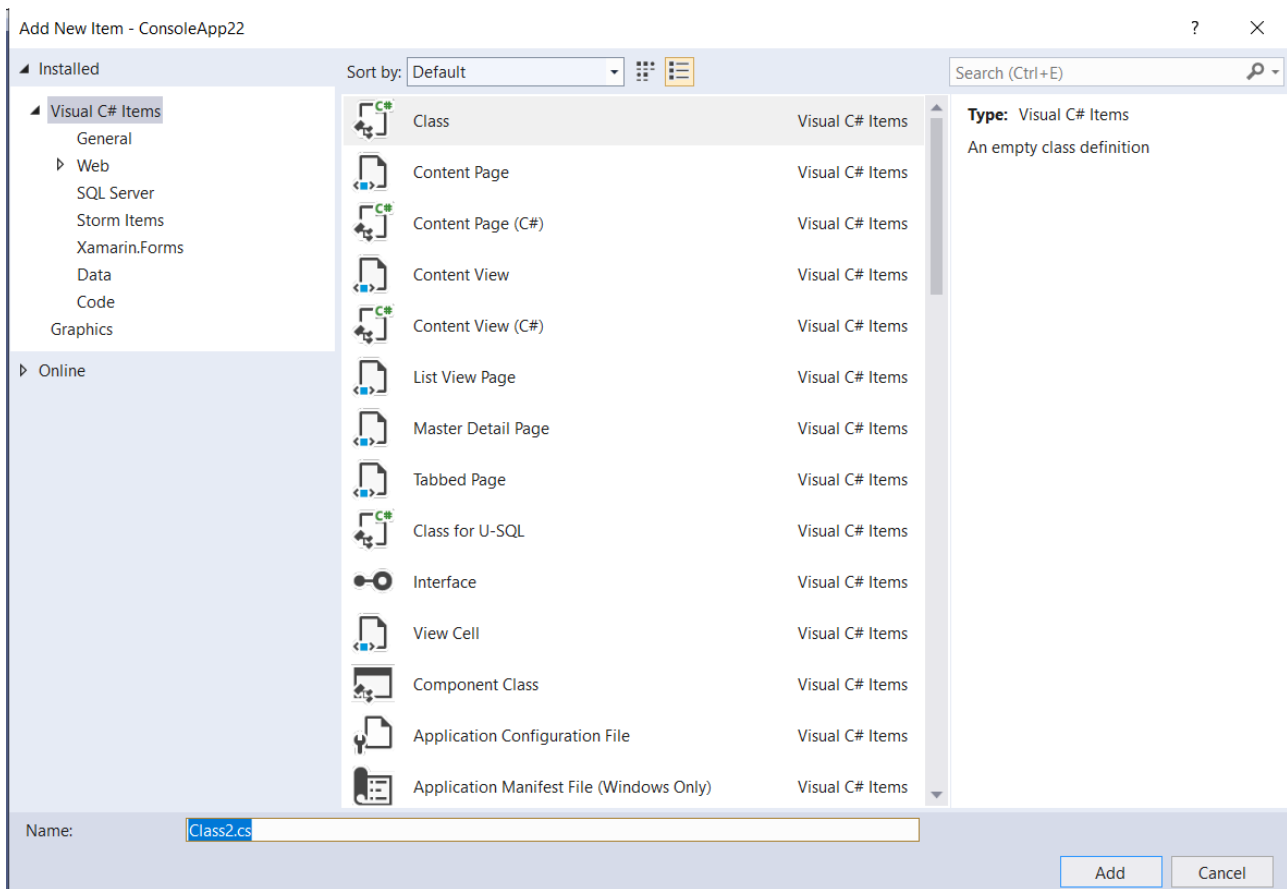 Add New Item - ConsoleApp22
?
Installed
Sort by: Default
Search (Ctrl+E)
Visual C# Items
General
Web
SQL Server
Storm Items
Xamarin.Forms
Data
Code
Graphics
Online
C# Class Visual C# Items
Content Page Visual C# Items
C# Content Page (C#) Visual C# Items
Content View Visual C# Items
C# Content View (C#) Visual C# Items
List View Page Visual C# Items
Master Detail Page Visual C# Items
Tabbed Page Visual C# Items
C# Class for U-SQL Visual C# Items
Interface Visual C# Items
View Cell Visual C# Items
Component Class Visual C# Items
Application Configuration File Visual C# Items
Application Manifest File (Windows Only) Visual C# Items
Type: Visual C# Items
An empty class definition
Name: Class2.cs
Add Cancel